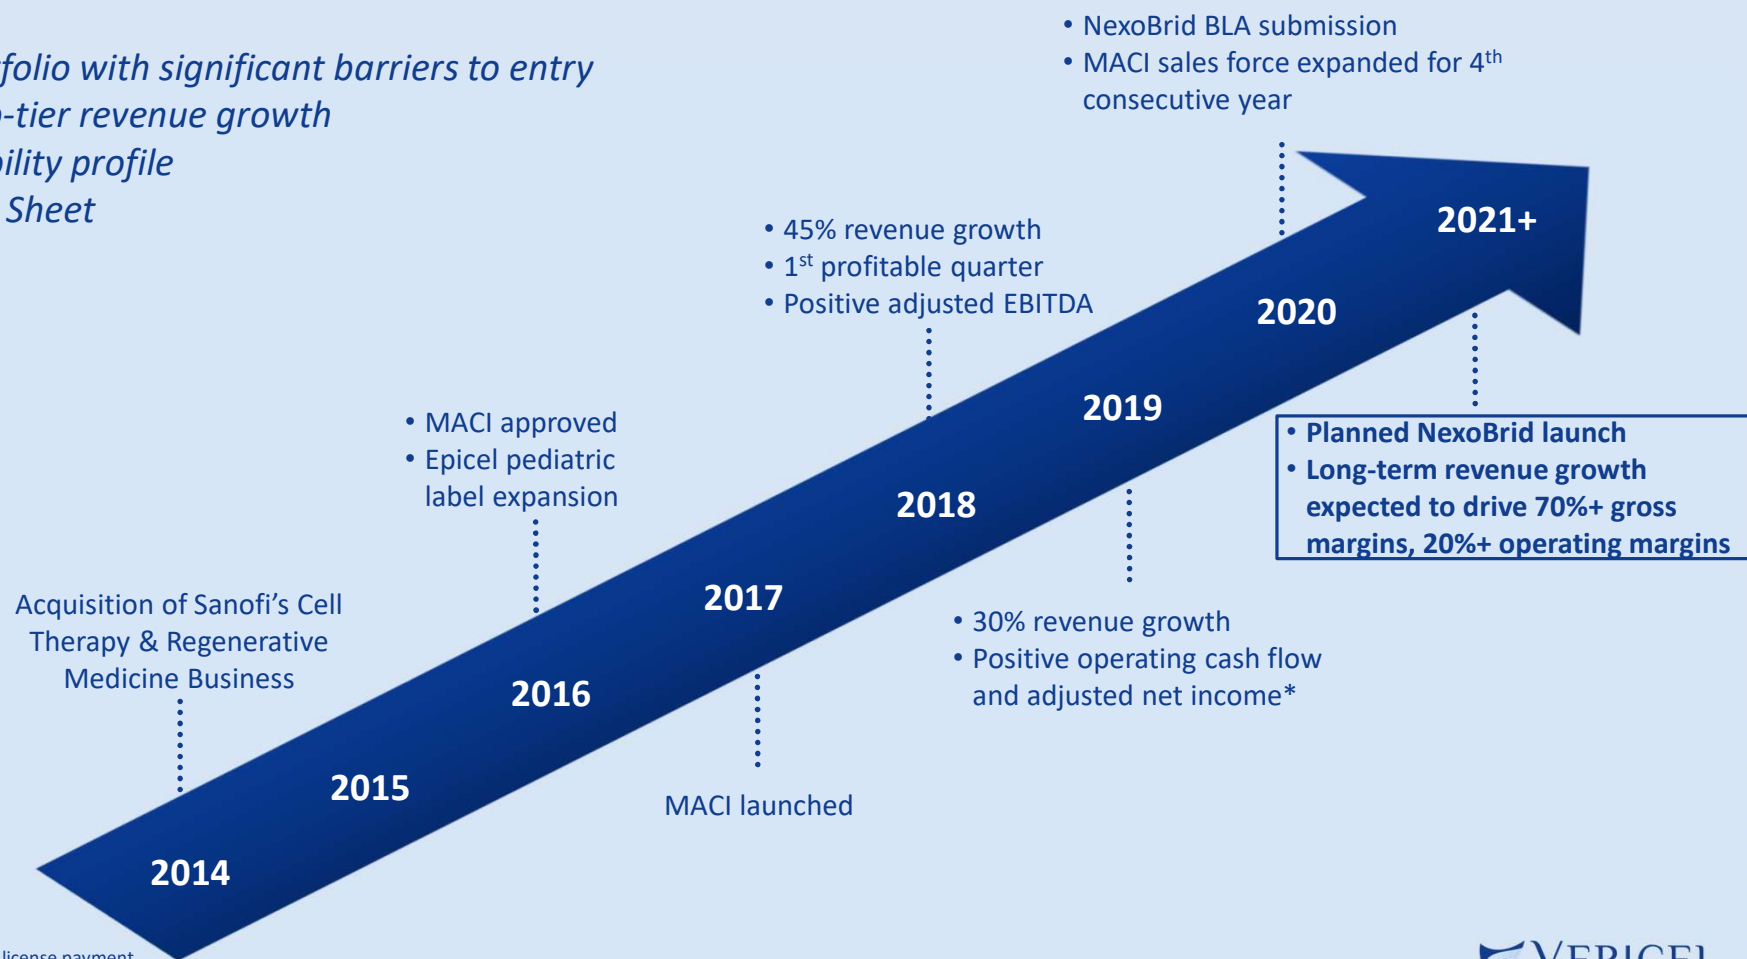 tfolio with significant barriers to entry
p-tier revenue growth
bility profile
Sheet
• NexoBrid BLA submission
• MACI sales force expanded for 4th
consecutive year
• 45% revenue growth
• 1st profitable quarter
• Positive adjusted EBITDA
• MACI approved
• Epicel pediatric
label expansion
Acquisition of Sanofi’s Cell
Therapy & Regenerative
Medicine Business
2014
2015
2016
2017
2018
2019
2020
2021+
MACI launched
• 30% revenue growth
• Positive operating cash flow
and adjusted net income*
• Planned NexoBrid launch
• Long-term revenue growth
expected to drive 70%+ gross
margins, 20%+ operating margins
license payment
VERICEL